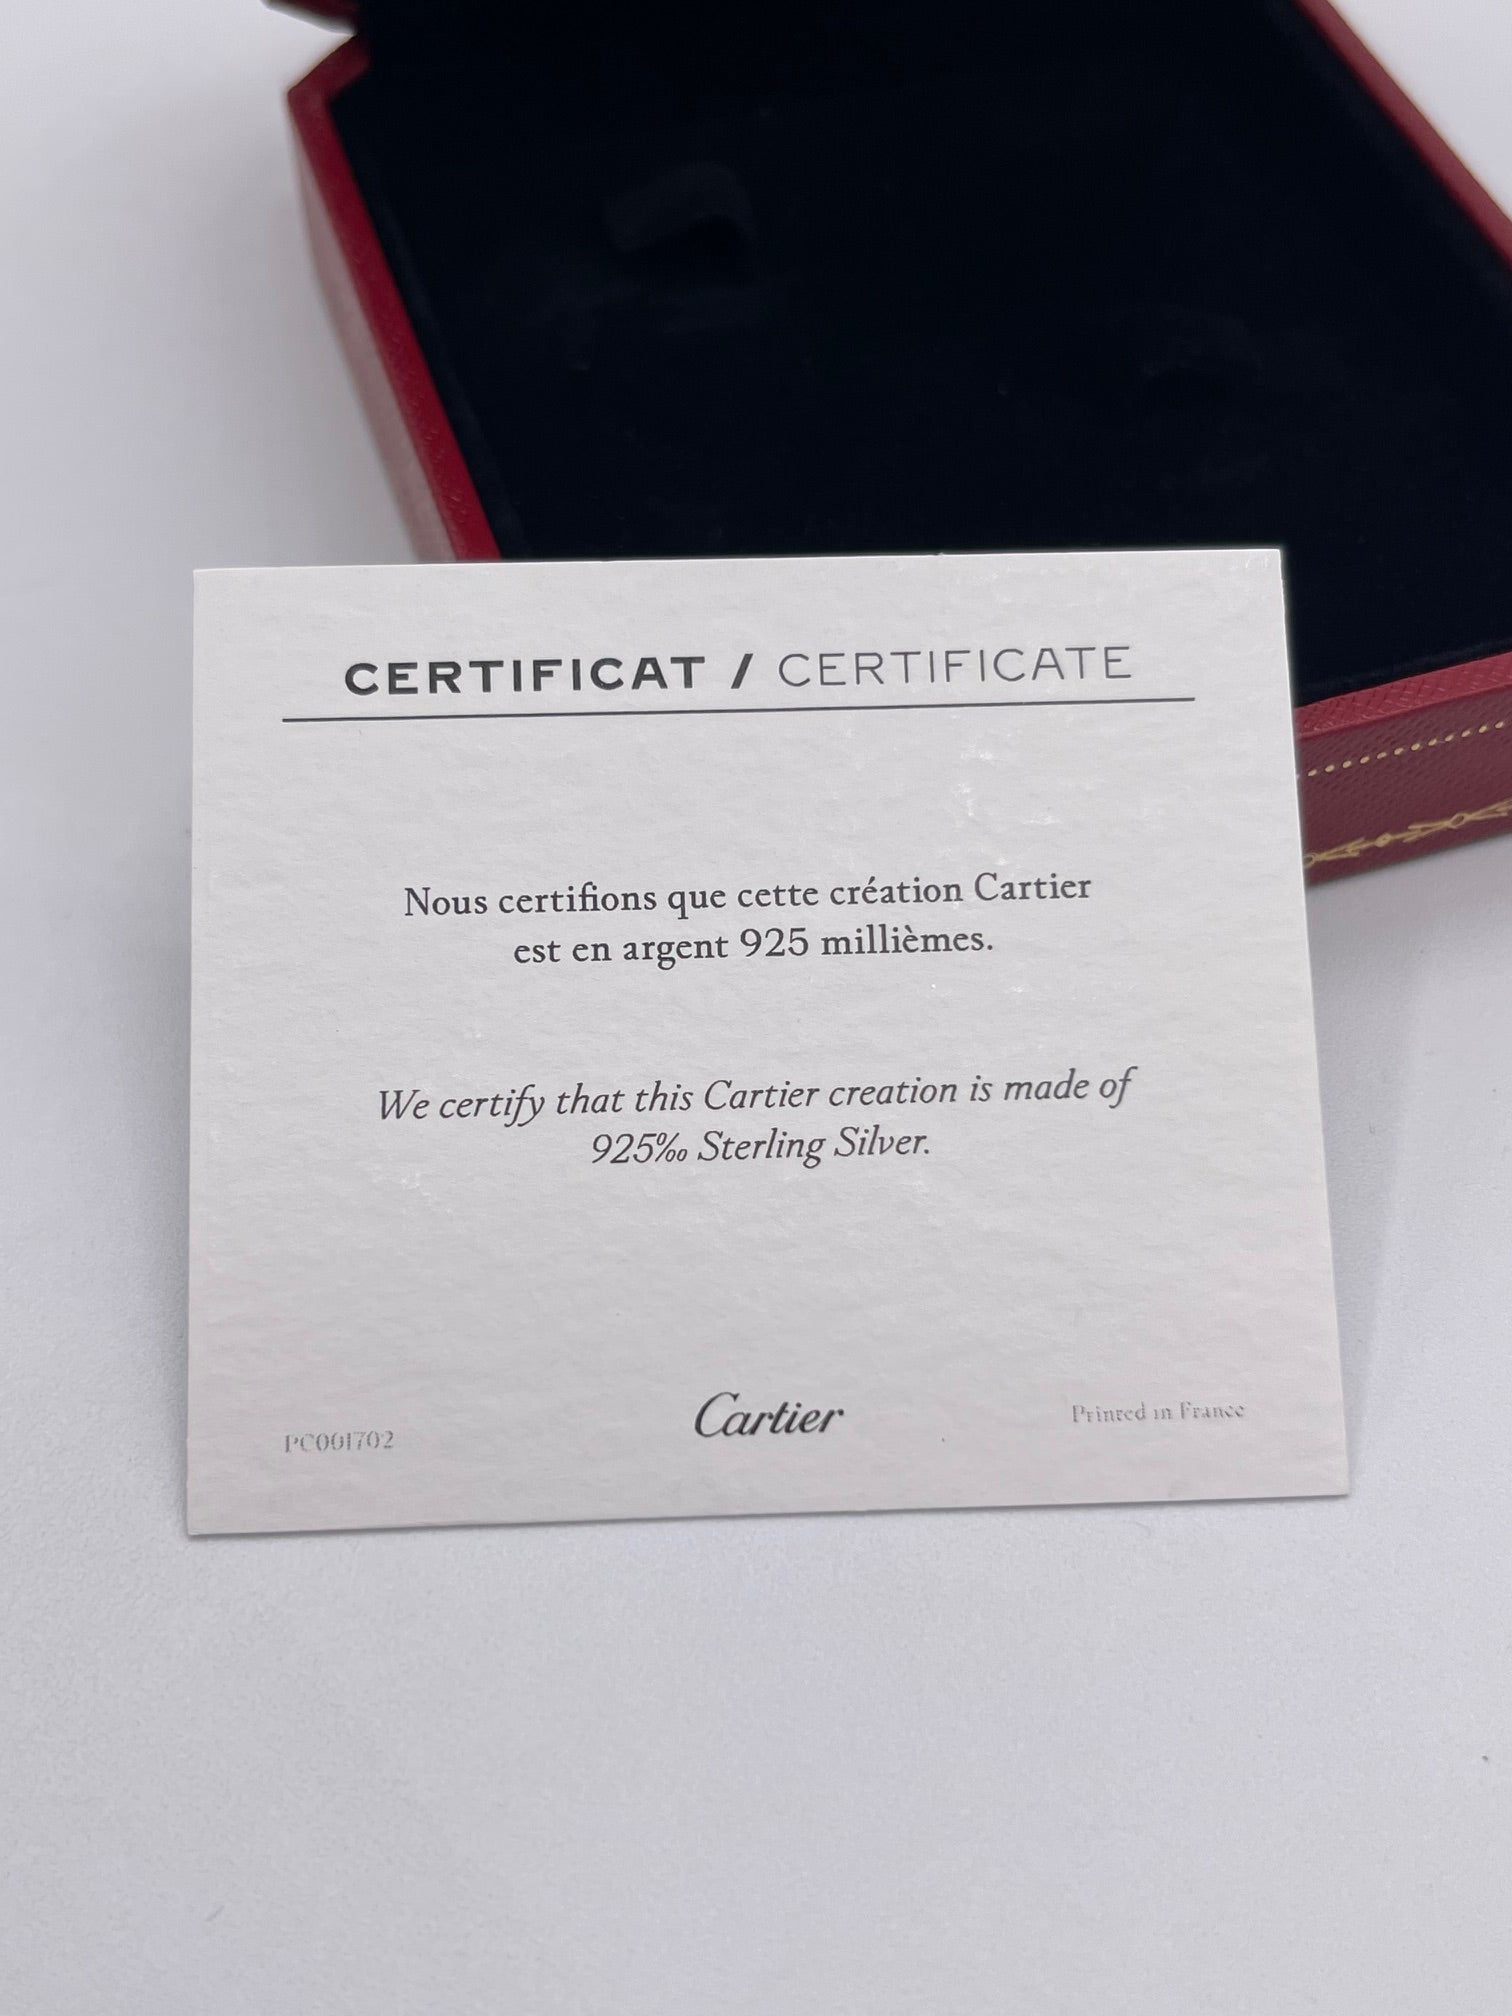 CERTIFICAT / CERTIFICATE
Nous certifions que cette création Cartier
est en argent 925 millièmes.
We certify that this Cartier creation is made of
925‰ Sterling Silver.
PC001702
Cartier
Printed in France